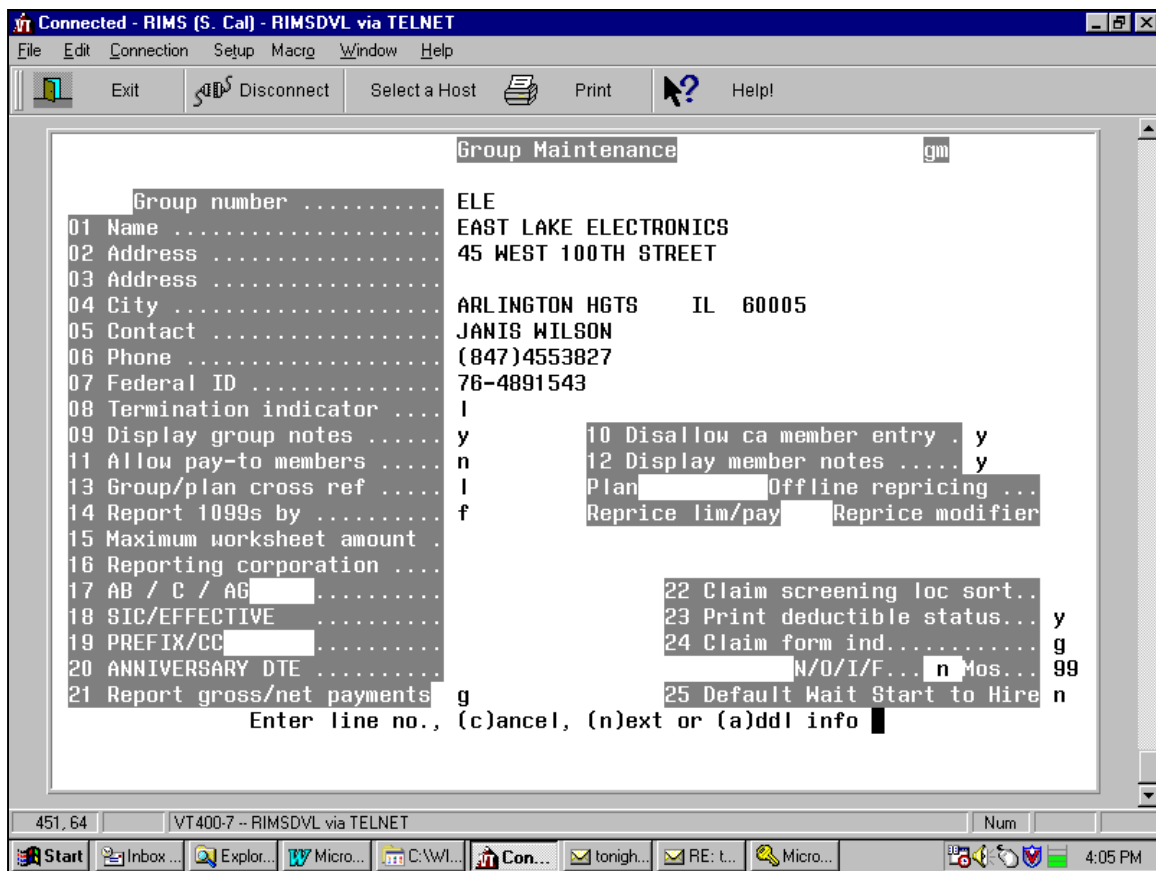 Connected - RIMS (S. Cal) - RIMSDVL via TELNET
File Edit Connection Setup Macro Window Help
Exit Disconnect Select a Host Print Help!
Group Maintenance gm
Group number ........... ELE
01 Name ..................... EAST LAKE ELECTRONICS
02 Address .................. 45 WEST 100TH STREET
03 Address ..................
04 City ..................... ARLINGTON HGTS IL 60005
05 Contact .................. JANIS WILSON
06 Phone .................... (847)4553827
07 Federal ID ............... 76-4891543
08 Termination indicator .... l
09 Display group notes ...... y 10 Disallow ca member entry . y
11 Allow pay-to members ..... n 12 Display member notes ..... y
13 Group/plan cross ref ..... l Plan Offline repricing ...
14 Report 1099s by .......... f Reprice lim/pay Reprice modifier
15 Maximum worksheet amount .
16 Reporting corporation ....
17 AB / C / AG .......... 22 Claim screening loc sort..
18 SIC/EFFECTIVE .......... 23 Print deductible status... y
19 PREFIX/CC .......... 24 Claim form ind............ g
20 ANNIVERSARY DTE .......... N/O/I/F... n Mos... 99
21 Report gross/net payments g 25 Default Wait Start to Hire n
Enter line no., (c)ancel, (n)ext or (a)ddl info
451, 64 VT400-7 -- RIMSDVL via TELNET Num
Start Inbox ... Explor... Micro... C:\WI... Con... tonigh... RE: t... Micro... 4:05 PM